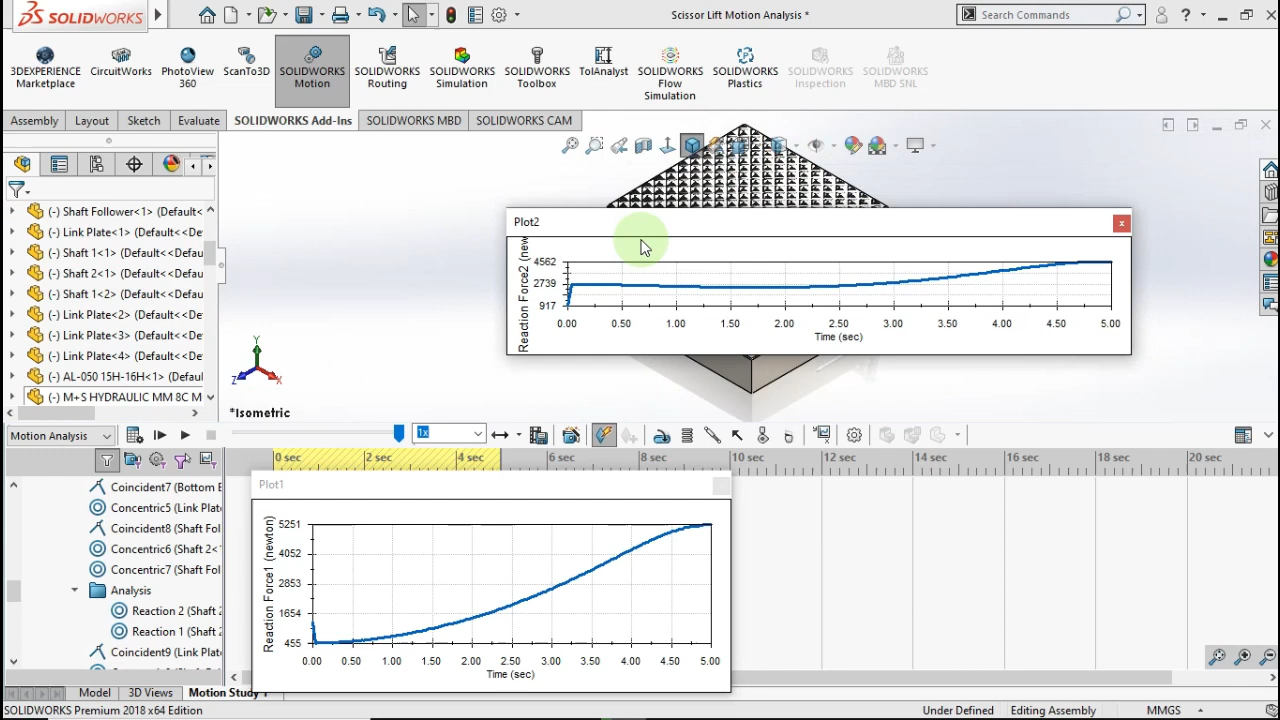 SOLIDWORKS
Scissor Lift Motion Analysis *
Search Commands
?
3DEXPERIENCE Marketplace
CircuitWorks
PhotoView 360
ScanTo3D
SOLIDWORKS Motion
SOLIDWORKS Routing
SOLIDWORKS Simulation
SOLIDWORKS Toolbox
TolAnalyst
SOLIDWORKS Flow Simulation
SOLIDWORKS Plastics
SOLIDWORKS Inspection
SOLIDWORKS MBD SNL
Assembly
Layout
Sketch
Evaluate
SOLIDWORKS Add-Ins
SOLIDWORKS MBD
SOLIDWORKS CAM
(-) Shaft Follower<1> (Default<
(-) Link Plate<1> (Default<<De
(-) Shaft 1<1> (Default<<Defa
(-) Shaft 2<1> (Default<<Defa
(-) Shaft 1<2> (Default<<Defa
(-) Link Plate<2> (Default<<De
(-) Link Plate<3> (Default<<De
(-) Link Plate<4> (Default<<De
(-) AL-050 15H-16H<1> (Defaul
(-) M+S HYDRAULIC MM 8C M
Y
Z
X
*Isometric
Plot2
Reaction Force2 (new
4562
2739
917
0.00 0.50 1.00 1.50 2.00 2.50 3.00 3.50 4.00 4.50 5.00
Time (sec)
Motion Analysis
1x
0 sec 2 sec 4 sec 6 sec 8 sec 10 sec 12 sec 14 sec 16 sec 18 sec 20 sec
Coincident7 (Bottom B
Concentric5 (Link Plat
Coincident8 (Shaft Fol
Concentric6 (Shaft 2<
Concentric7 (Shaft Fol
Analysis
Reaction 2 (Shaft 2
Reaction 1 (Shaft 2
Coincident9 (Link Plat
Plot1
Reaction Force1 (newton)
5251
4052
2853
1654
455
0.00 0.50 1.00 1.50 2.00 2.50 3.00 3.50 4.00 4.50 5.00
Time (sec)
Model
3D Views
Motion Study 1
SOLIDWORKS Premium 2018 x64 Edition
Under Defined
Editing Assembly
MMGS